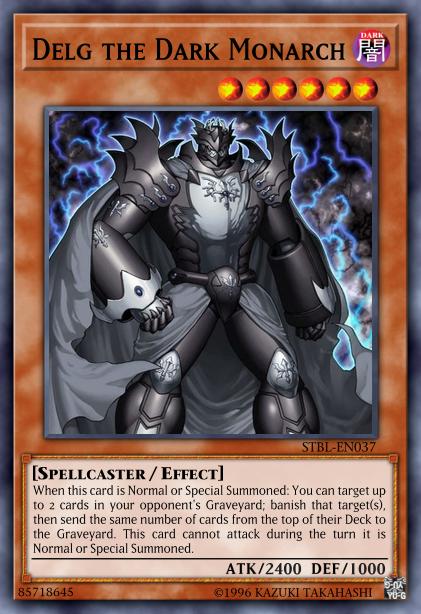 Delg the Dark Monarch
DARK
闇
STBL-EN037
[Spellcaster / Effect]
When this card is Normal or Special Summoned: You can target up
to 2 cards in your opponent's Graveyard; banish that target(s),
then send the same number of cards from the top of their Deck to
the Graveyard. This card cannot attack during the turn it is
Normal or Special Summoned.
ATK/2400 DEF/1000
85718645
©1996 KAZUKI TAKAHASHI